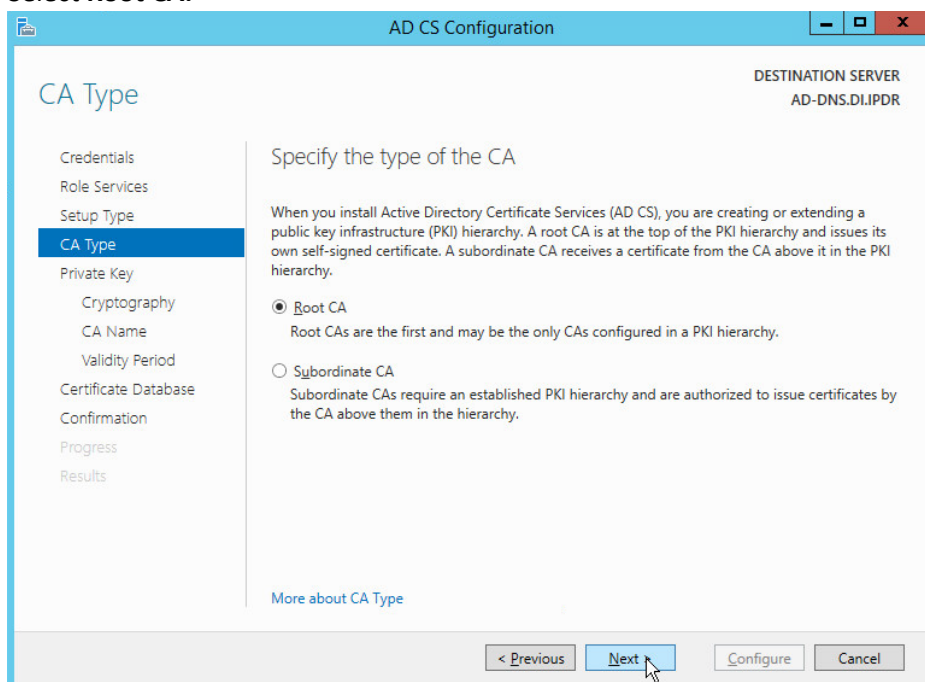 Select Root CA.
AD CS Configuration
DESTINATION SERVER
AD-DNS.DI.IPDR
CA Type
Credentials
Role Services
Setup Type
CA Type
Private Key
Cryptography
CA Name
Validity Period
Certificate Database
Confirmation
Progress
Results
Specify the type of the CA
When you install Active Directory Certificate Services (AD CS), you are creating or extending a
public key infrastructure (PKI) hierarchy. A root CA is at the top of the PKI hierarchy and issues its
own self-signed certificate. A subordinate CA receives a certificate from the CA above it in the PKI
hierarchy.
Root CA
Root CAs are the first and may be the only CAs configured in a PKI hierarchy.
Subordinate CA
Subordinate CAs require an established PKI hierarchy and are authorized to issue certificates by
the CA above them in the hierarchy.
More about CA Type
< Previous
Next >
Configure
Cancel